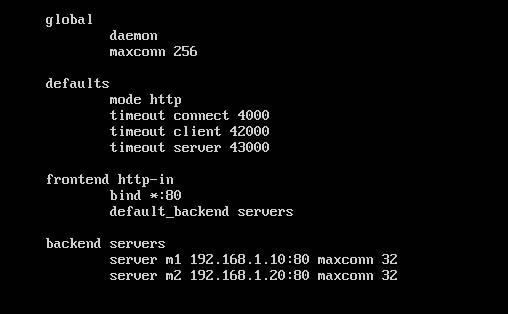 global
daemon
maxconn 256
defaults
mode http
timeout connect 4000
timeout client 42000
timeout server 43000
frontend http-in
bind *:80
default_backend servers
backend servers
server m1 192.168.1.10:80 maxconn 32
server m2 192.168.1.20:80 maxconn 32